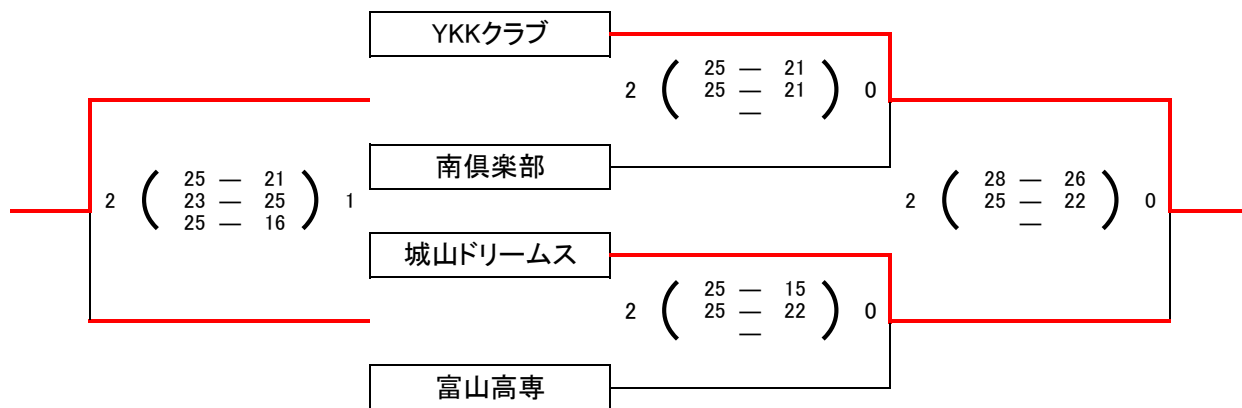 YKKクラブ
2 ( 25 — 21 ) 0
25 — 21
—
南倶楽部
2 ( 25 — 21 ) 1
23 — 25
25 — 16
2 ( 28 — 26 ) 0
25 — 22
—
城山ドリームス
2 ( 25 — 15 ) 0
25 — 22
—
富山高専